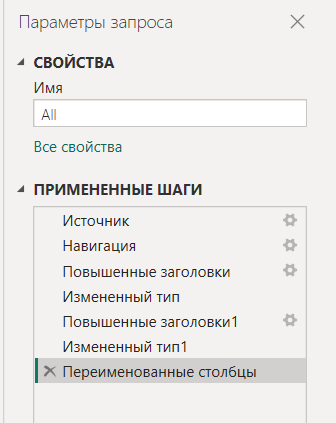 Параметры запроса
СВОЙСТВА
Имя
All
Все свойства
ПРИМЕНЕННЫЕ ШАГИ
Источник
Навигация
Повышенные заголовки
Измененный тип
Повышенные заголовки1
Измененный тип1
Переименованные столбцы